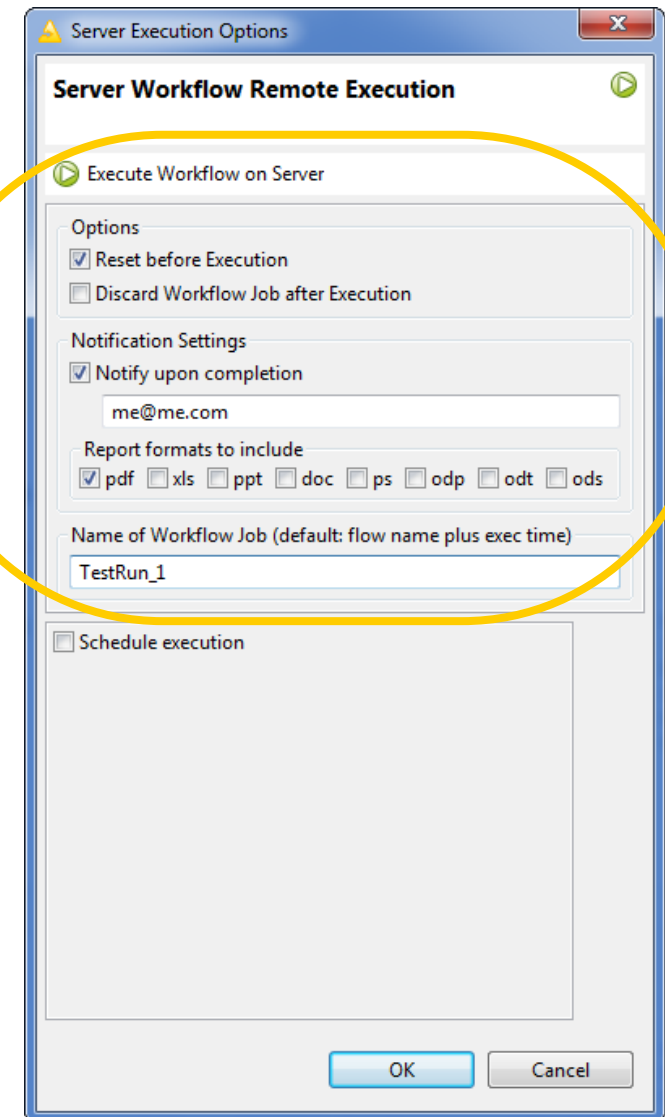 Server Execution Options
Server Workflow Remote Execution
Execute Workflow on Server
Options
Reset before Execution
Discard Workflow Job after Execution
Notification Settings
Notify upon completion
me@me.com
Report formats to include
pdf xls ppt doc ps odp odt ods
Name of Workflow Job (default: flow name plus exec time)
TestRun_1
Schedule execution
OK Cancel